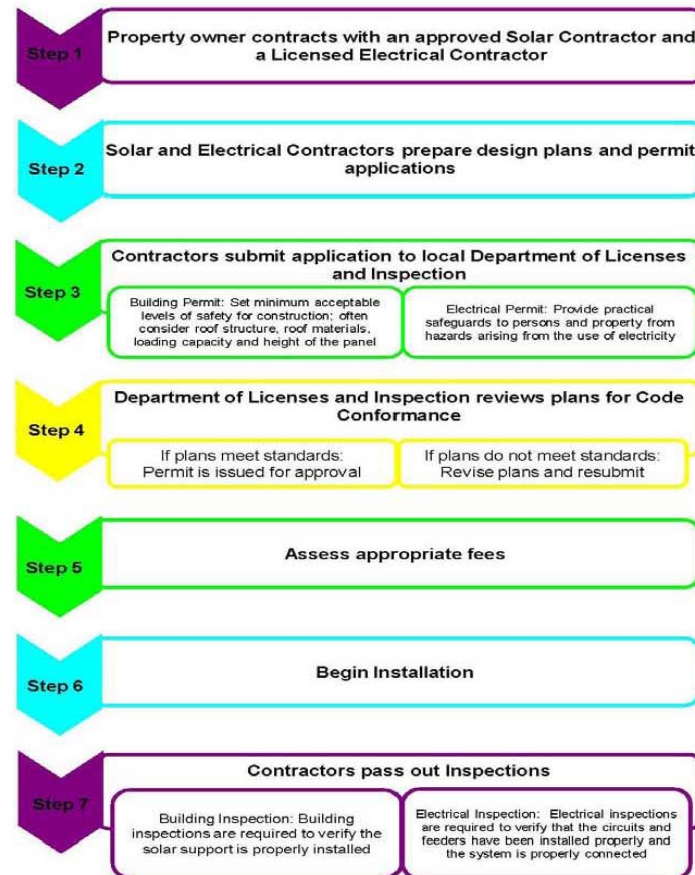 Step 1
Property owner contracts with an approved Solar Contractor and
a Licensed Electrical Contractor
Step 2
Solar and Electrical Contractors prepare design plans and permit
applications
Step 3
Contractors submit application to local Department of Licenses
and Inspection
Building Permit: Set minimum acceptable
levels of safety for construction; often
consider roof structure, roof materials,
loading capacity and height of the panel
Electrical Permit: Provide practical
safeguards to persons and property from
hazards arising from the use of electricity
Step 4
Department of Licenses and Inspection reviews plans for Code
Conformance
If plans meet standards:
Permit is issued for approval
If plans do not meet standards:
Revise plans and resubmit
Step 5
Assess appropriate fees
Step 6
Begin Installation
Step 7
Contractors pass out Inspections
Building Inspection: Building
inspections are required to verify the
solar support is properly installed
Electrical Inspection: Electrical inspections
are required to verify that the circuits and
feeders have been installed properly and
the system is properly connected